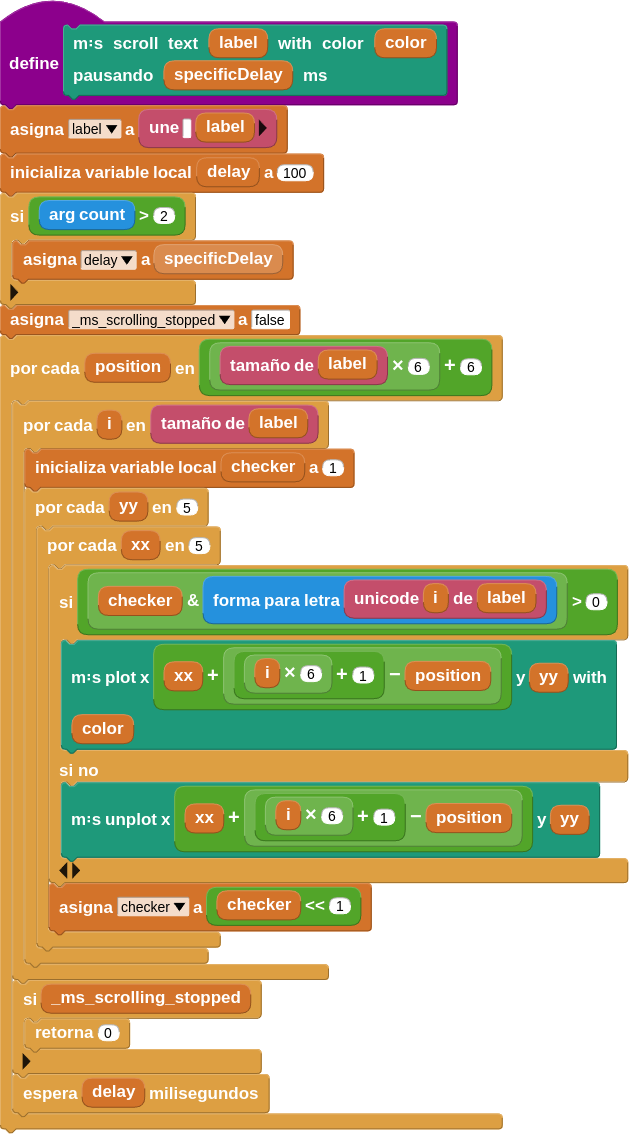 define m:s scroll text label with color color
pausando specificDelay ms
asigna label a une label
inicializa variable local delay a 100
si arg count > 2
asigna delay a specificDelay
asigna _ms_scrolling_stopped a false
por cada position en tamaño de label × 6 + 6
por cada i en tamaño de label
inicializa variable local checker a 1
por cada yy en 5
por cada xx en 5
si checker & forma para letra unicode i de label > 0
m:s plot x xx + i × 6 + 1 − position y yy with
color
si no
m:s unplot x xx + i × 6 + 1 − position y yy
asigna checker a checker << 1
si _ms_scrolling_stopped
retorna 0
espera delay milisegundos